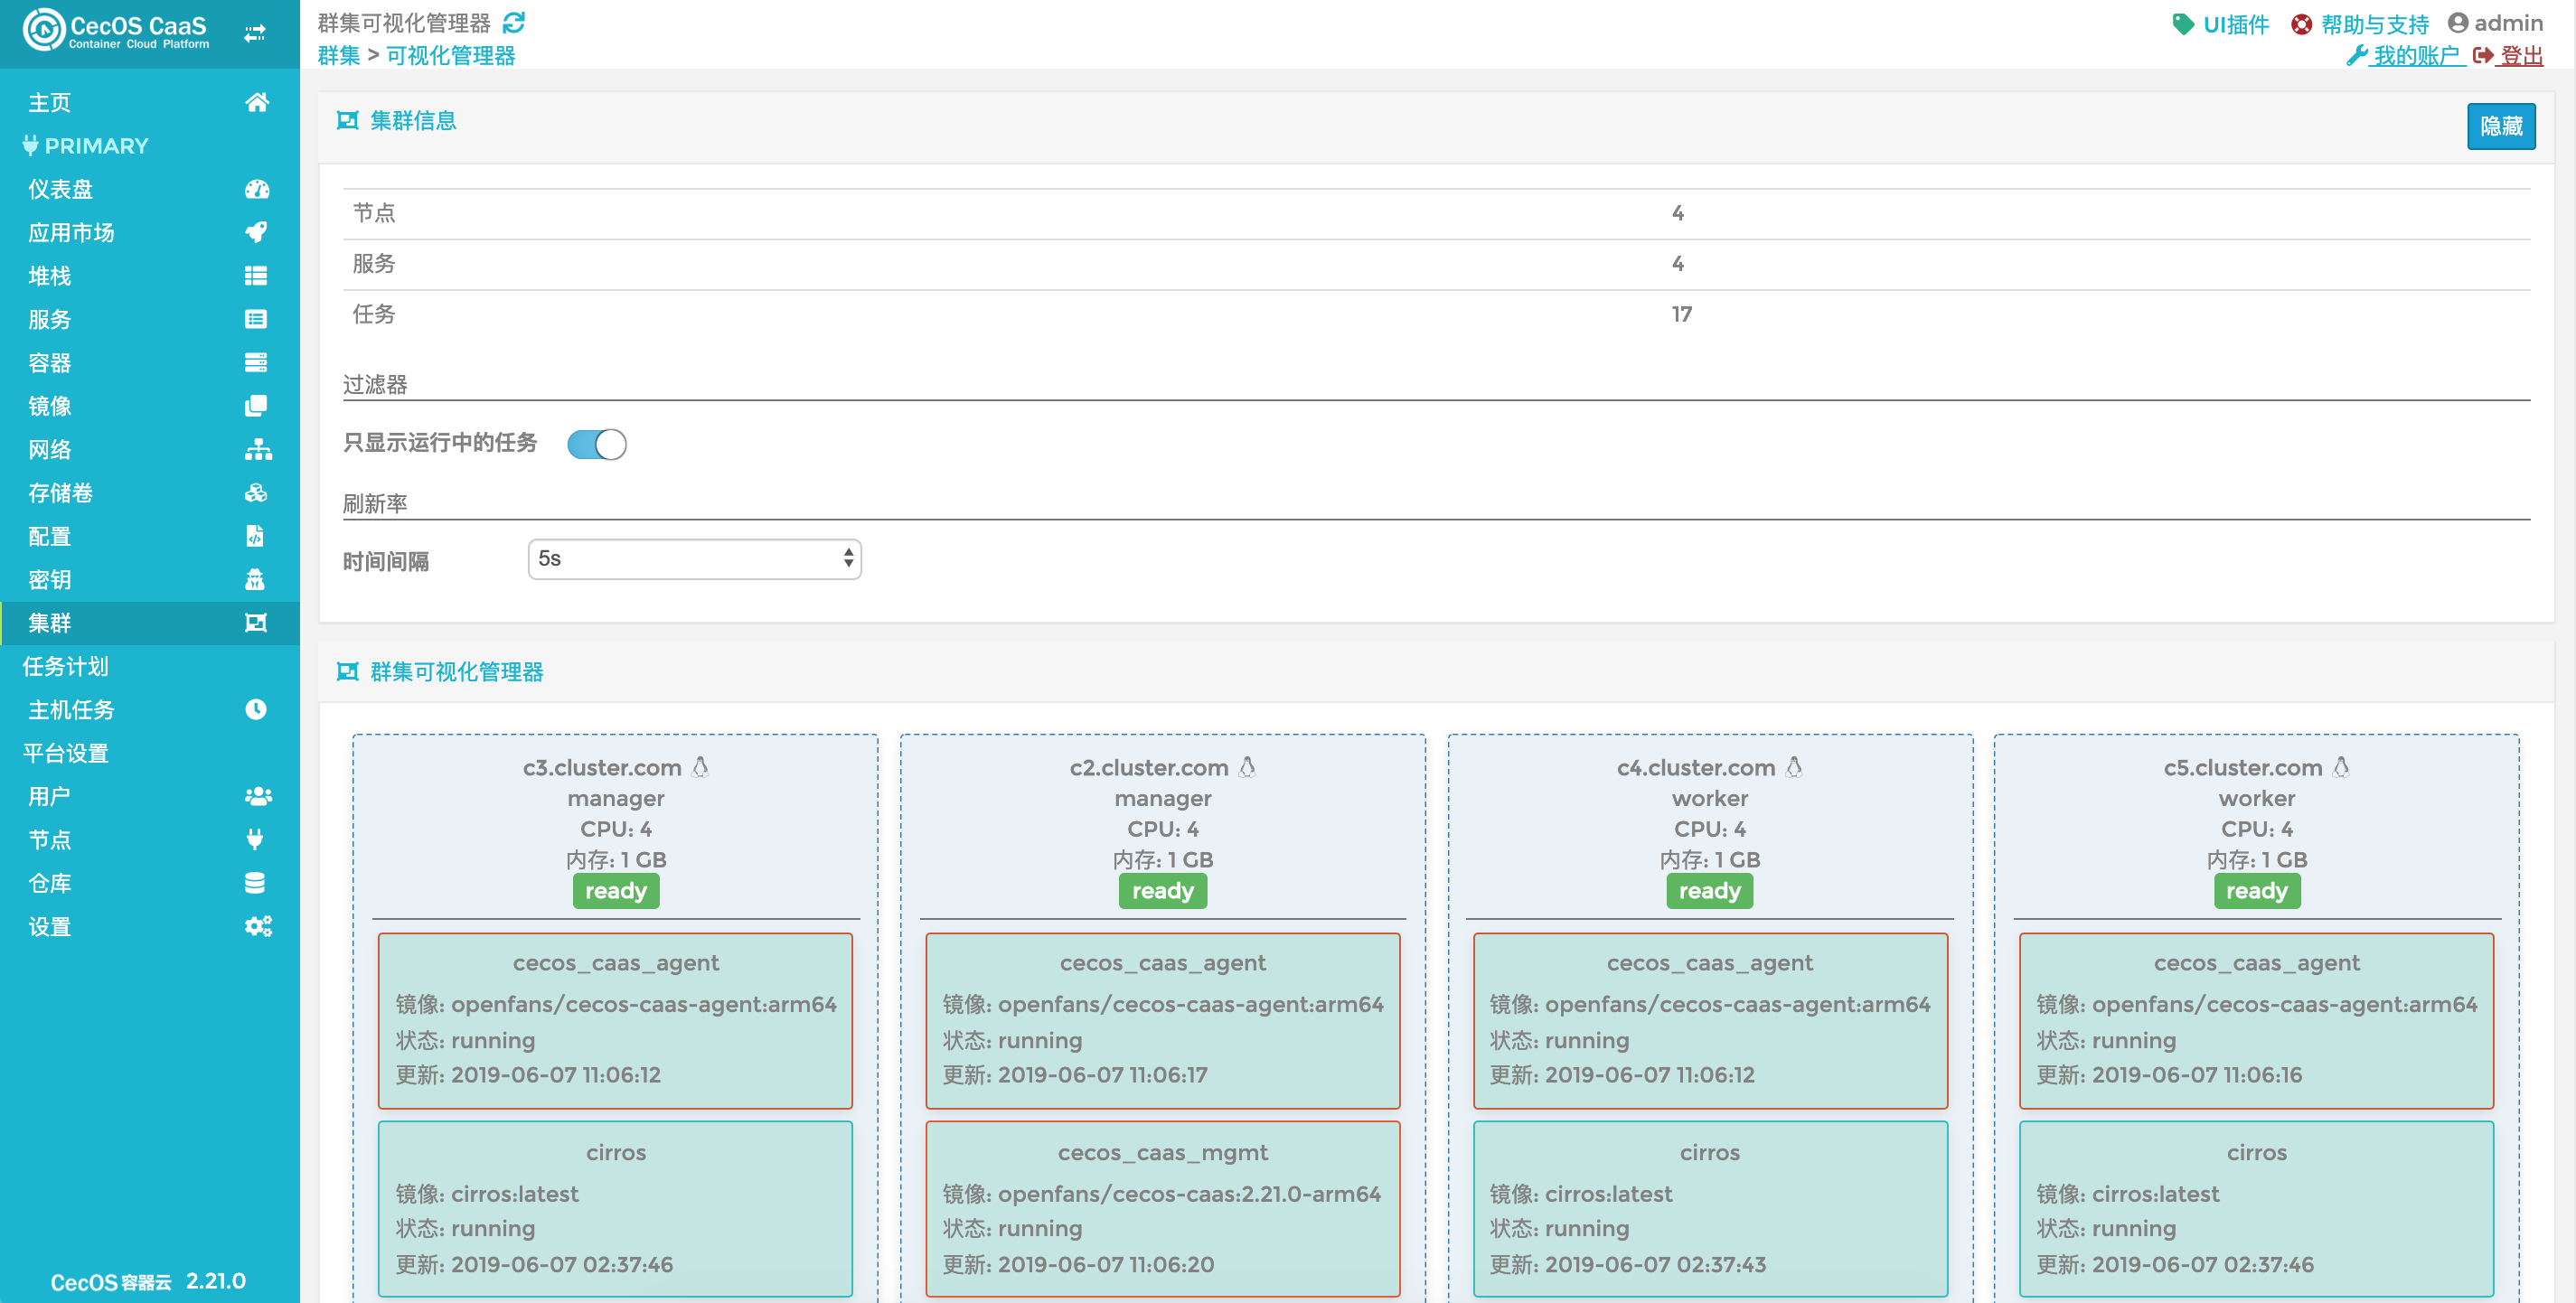 CecOS CaaS
Container Cloud Platform
主页
PRIMARY
仪表盘
应用市场
堆栈
服务
容器
镜像
网络
存储卷
配置
密钥
集群
任务计划
主机任务
平台设置
用户
节点
仓库
设置
CecOS容器云 2.21.0
群集可视化管理器
群集 > 可视化管理器
UI插件 帮助与支持 admin
我的账户 登出
集群信息
隐藏
节点 4
服务 4
任务 17
过滤器
只显示运行中的任务
刷新率
时间间隔 5s
群集可视化管理器
c3.cluster.com
manager
CPU: 4
内存: 1 GB
ready
cecos_caas_agent
镜像: openfans/cecos-caas-agent:arm64
状态: running
更新: 2019-06-07 11:06:12
cirros
镜像: cirros:latest
状态: running
更新: 2019-06-07 02:37:46
c2.cluster.com
manager
CPU: 4
内存: 1 GB
ready
cecos_caas_agent
镜像: openfans/cecos-caas-agent:arm64
状态: running
更新: 2019-06-07 11:06:17
cecos_caas_mgmt
镜像: openfans/cecos-caas:2.21.0-arm64
状态: running
更新: 2019-06-07 11:06:20
c4.cluster.com
worker
CPU: 4
内存: 1 GB
ready
cecos_caas_agent
镜像: openfans/cecos-caas-agent:arm64
状态: running
更新: 2019-06-07 11:06:12
cirros
镜像: cirros:latest
状态: running
更新: 2019-06-07 02:37:43
c5.cluster.com
worker
CPU: 4
内存: 1 GB
ready
cecos_caas_agent
镜像: openfans/cecos-caas-agent:arm64
状态: running
更新: 2019-06-07 11:06:16
cirros
镜像: cirros:latest
状态: running
更新: 2019-06-07 02:37:46